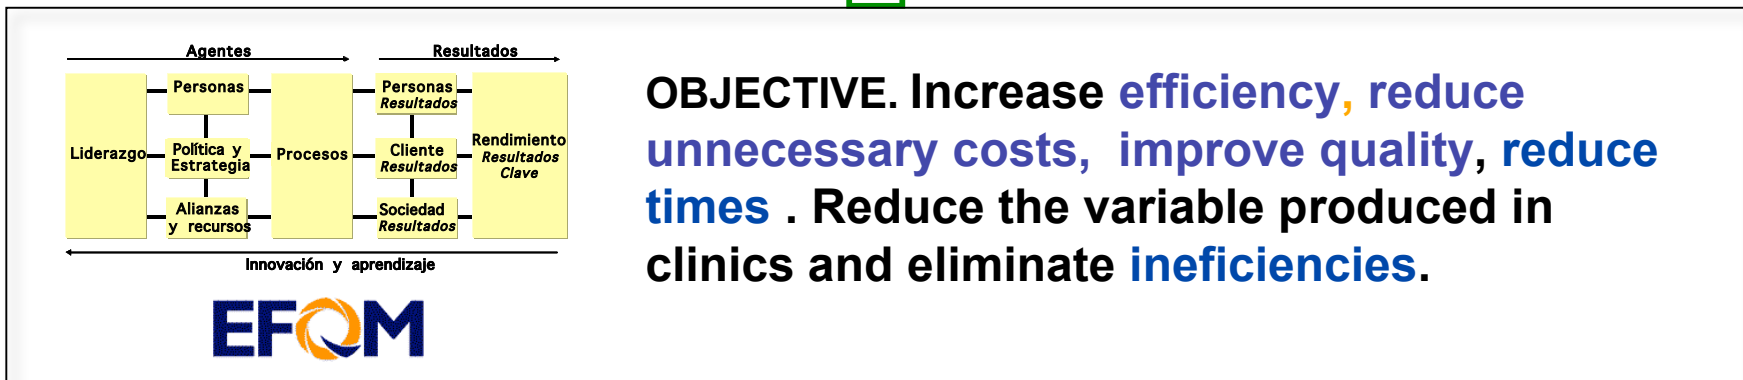 Agentes
Resultados
Liderazgo
Personas
Política y
Estrategia
Alianzas
y recursos
Procesos
Personas
Resultados
Cliente
Resultados
Sociedad
Resultados
Rendimiento
Resultados
Clave
Innovación y aprendizaje
EFQM
OBJECTIVE. Increase efficiency, reduce
unnecessary costs, improve quality, reduce
times . Reduce the variable produced in
clinics and eliminate ineficiencies.